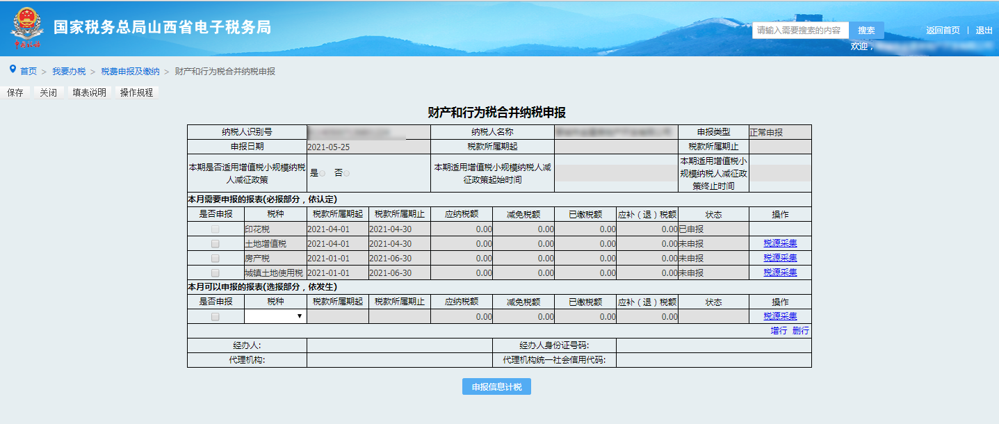 国家税务总局山西省电子税务局
请输入需要搜索的内容 搜索 返回首页 | 退出
欢迎，
首页 > 我要办税 > 税费申报及缴纳 > 财产和行为税合并纳税申报
保存 关闭 填表说明 操作规程
财产和行为税合并纳税申报
纳税人识别号 纳税人名称 申报类型 正常申报
申报日期 2021-05-25 税款所属期起 税款所属期止
本期是否适用增值税小规模纳税人减征政策 是 否 本期适用增值税小规模纳税人减征政策起始时间 本期适用增值税小规模纳税人减征政策终止时间
本月需要申报的报表(必报部分，依认定)
是否申报 税种 税款所属期起 税款所属期止 应纳税额 减免税额 已缴税额 应补（退）税额 状态 操作
印花税 2021-04-01 2021-04-30 0.00 0.00 0.00 0.00 已申报
土地增值税 2021-04-01 2021-04-30 0.00 0.00 0.00 0.00 未申报 税源采集
房产税 2021-01-01 2021-06-30 0.00 0.00 0.00 0.00 未申报 税源采集
城镇土地使用税 2021-01-01 2021-06-30 0.00 0.00 0.00 0.00 未申报 税源采集
本月可以申报的报表(选报部分，依发生)
是否申报 税种 税款所属期起 税款所属期止 应纳税额 减免税额 已缴税额 应补（退）税额 状态 操作
0.00 0.00 0.00 0.00 税源采集
增行 删行
经办人: 经办人身份证号码:
代理机构: 代理机构统一社会信用代码:
申报信息计税